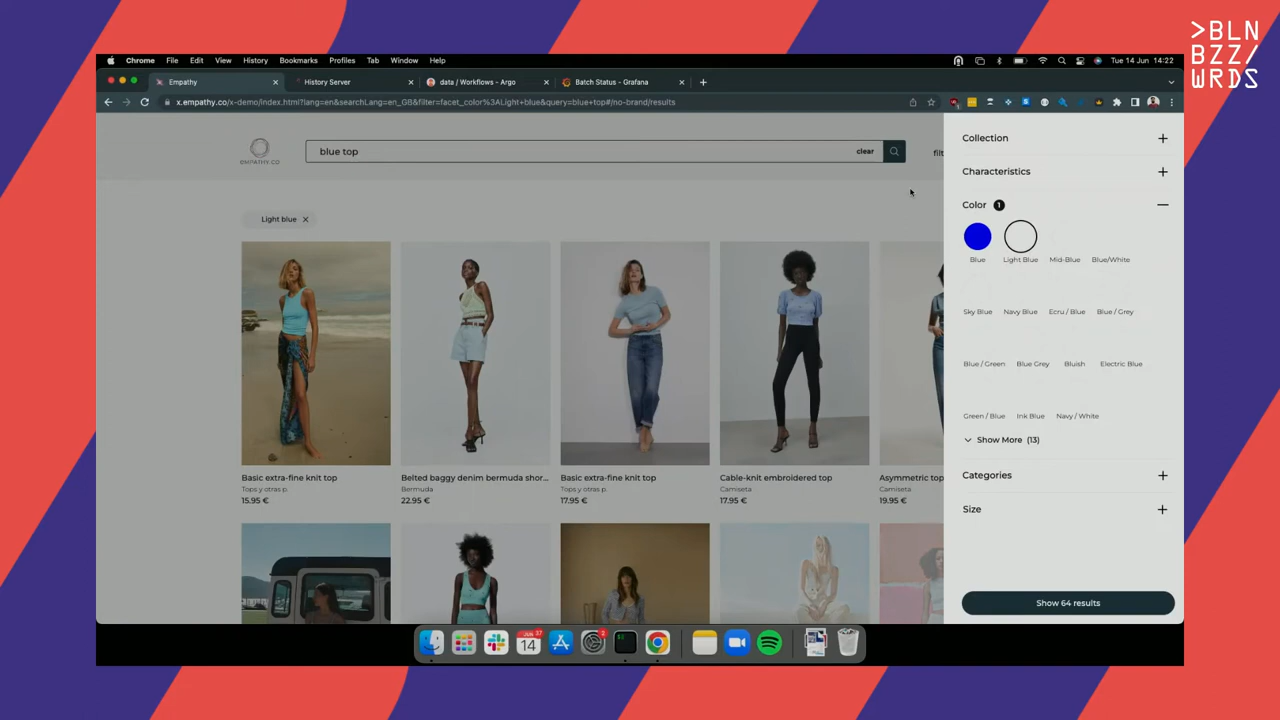 >BLN
BZZ/
WRDS
Chrome File Edit View History Bookmarks Profiles Tab Window Help
Tue 14 Jun 14:22
Empathy
History Server
data / Workflows - Argo
Batch Status - Grafana
x.empathy.co/x-demo/index.html?lang=en&searchLang=en_GB&filter=facet_color%3ALight+blue&query=blue+top#/no-brand/results
EMPATHY.CO
blue top
clear
filt
Light blue
Collection
Characteristics
Color 1
Blue Light Blue Mid-Blue Blue/White
Sky Blue Navy Blue Ecru / Blue Blue / Grey
Blue / Green Blue Grey Bluish Electric Blue
Green / Blue Ink Blue Navy / White
Show More (13)
Categories
Size
Show 64 results
Basic extra-fine knit top
Tops y otras p.
15.95 €
Belted baggy denim bermuda shor...
Bermuda
22.95 €
Basic extra-fine knit top
Tops y otras p.
17.95 €
Cable-knit embroidered top
Camiseta
17.95 €
Asymmetric top
Camiseta
19.95 €
JUN
14